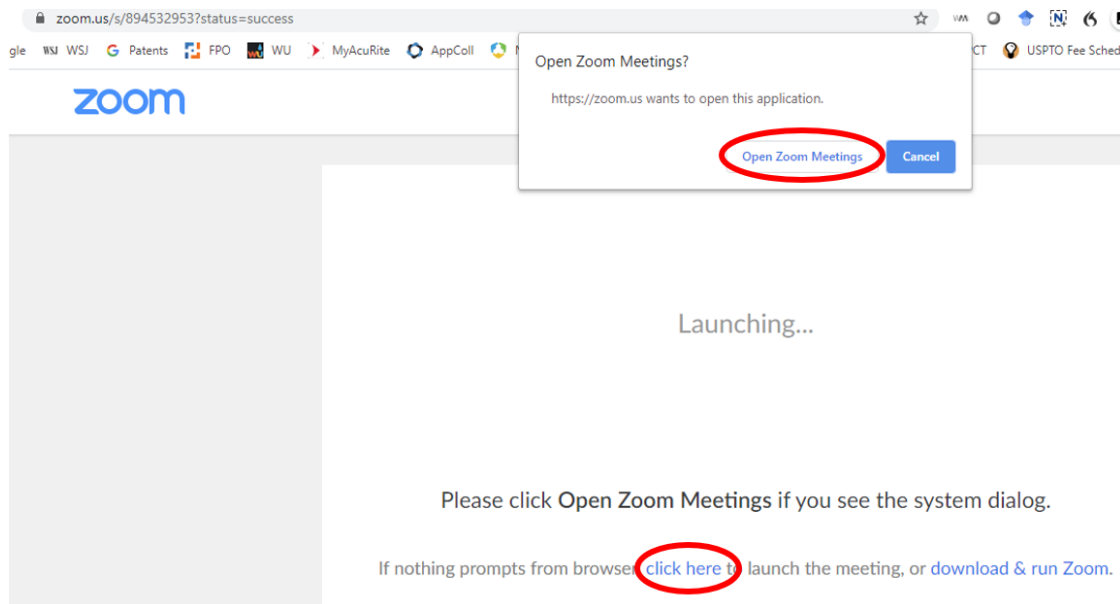 zoom.us/s/894532953?status=success
gle WSJ WSJ G Patents FPO WU MyAcuRite AppColl CT USPTO Fee Sched
Open Zoom Meetings?
https://zoom.us wants to open this application.
Open Zoom Meetings Cancel
zoom
Launching...
Please click Open Zoom Meetings if you see the system dialog.
If nothing prompts from browser click here to launch the meeting, or download & run Zoom.